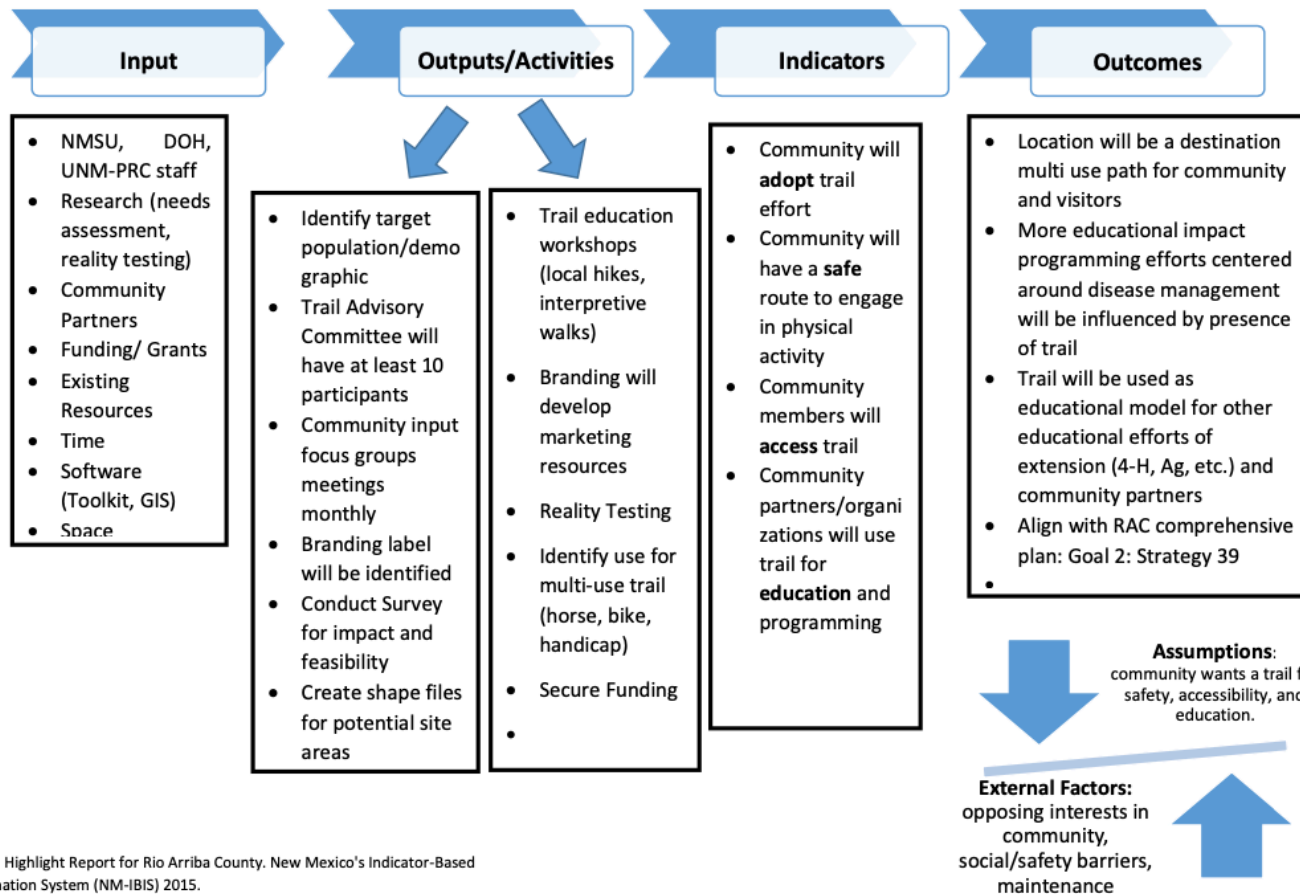 Input
Outputs/Activities
Indicators
Outcomes
• NMSU, DOH,
UNM-PRC staff
• Research (needs
assessment,
reality testing)
• Community
Partners
• Funding/ Grants
• Existing
Resources
• Time
• Software
(Toolkit, GIS)
• Space
• Identify target
population/demo
graphic
• Trail Advisory
Committee will
have at least 10
participants
• Community input
focus groups
meetings
monthly
• Branding label
will be identified
• Conduct Survey
for impact and
feasibility
• Create shape files
for potential site
areas
• Trail education
workshops
(local hikes,
interpretive
walks)
• Branding will
develop
marketing
resources
• Reality Testing
• Identify use for
multi-use trail
(horse, bike,
handicap)
• Secure Funding
•
• Community will
adopt trail
effort
• Community will
have a safe
route to engage
in physical
activity
• Community
members will
access trail
• Community
partners/organi
zations will use
trail for
education and
programming
• Location will be a destination
multi use path for community
and visitors
• More educational impact
programming efforts centered
around disease management
will be influenced by presence
of trail
• Trail will be used as
educational model for other
educational efforts of
extension (4-H, Ag, etc.) and
community partners
• Align with RAC comprehensive
plan: Goal 2: Strategy 39
•
Assumptions:
community wants a trail f
safety, accessibility, and
education.
External Factors:
opposing interests in
community,
social/safety barriers,
maintenance
Highlight Report for Rio Arriba County. New Mexico's Indicator-Based
nation System (NM-IBIS) 2015.